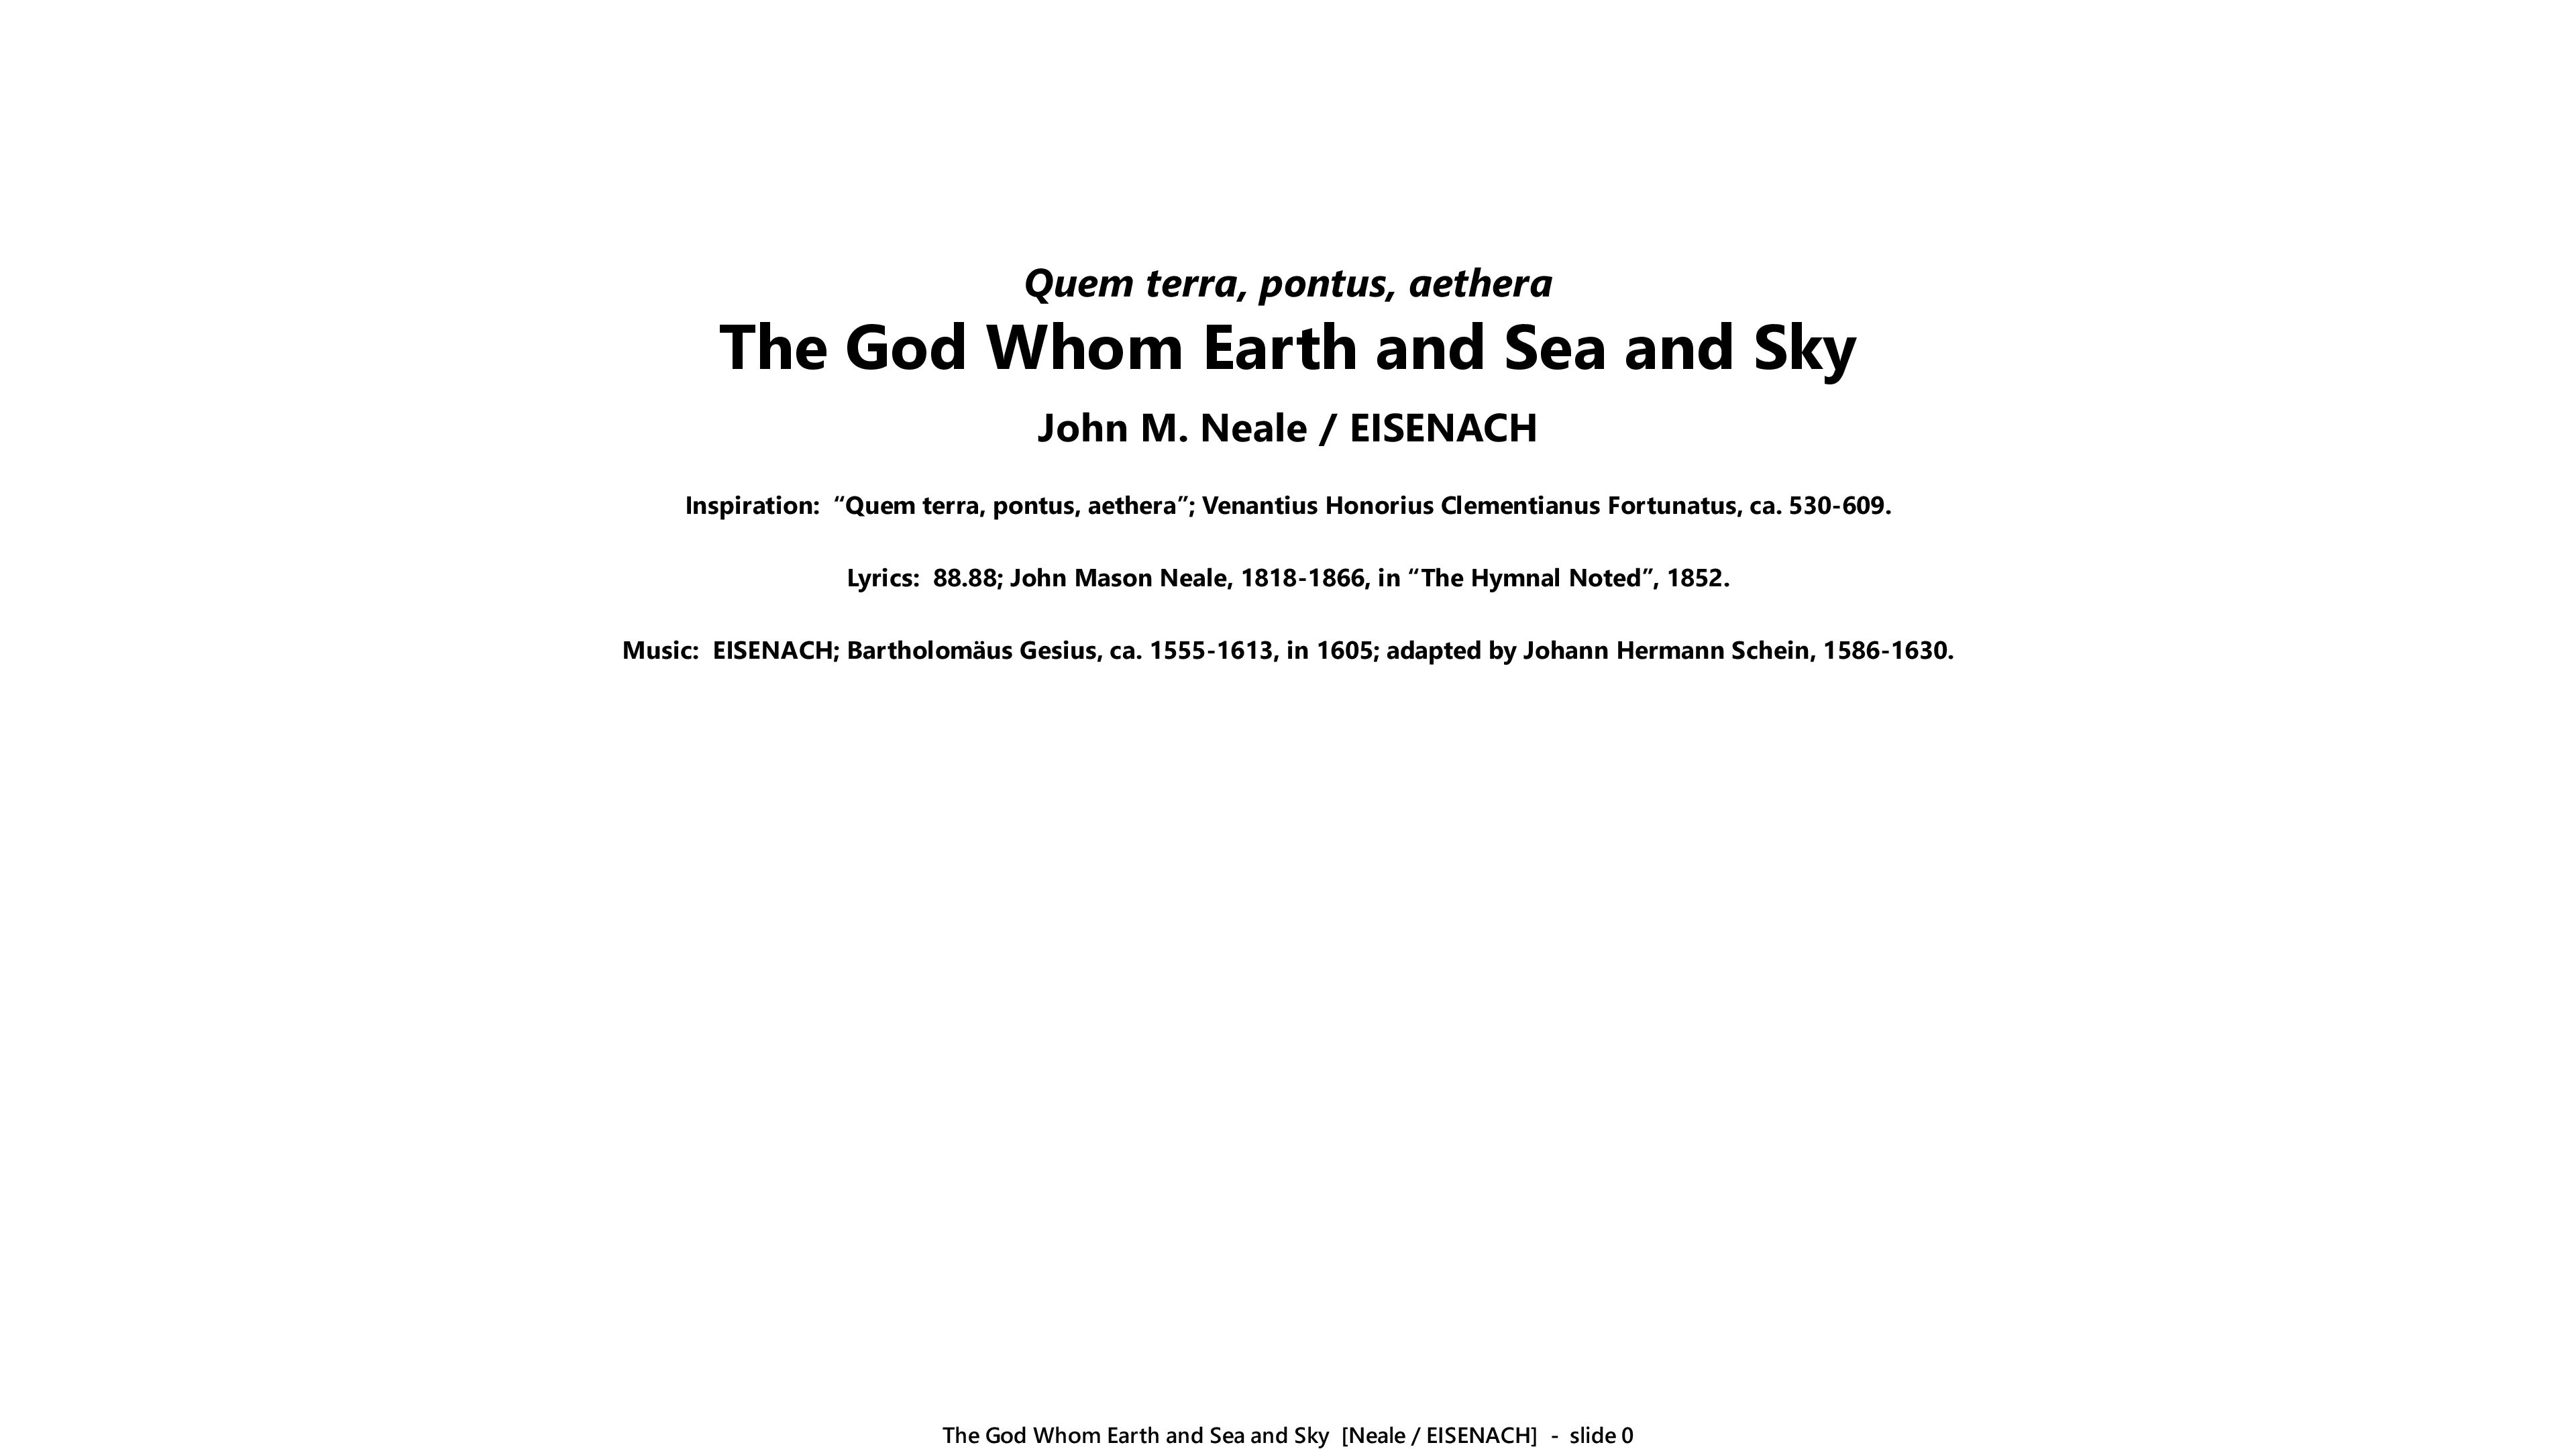 Quem terra, pontus, aethera
The God Whom Earth and Sea and Sky
John M. Neale / EISENACH
Inspiration:  “Quem terra, pontus, aethera”; Venantius Honorius Clementianus Fortunatus, ca. 530-609.
Lyrics:  88.88; John Mason Neale, 1818-1866, in “The Hymnal Noted”, 1852.
Music:  EISENACH; Bartholomäus Gesius, ca. 1555-1613, in 1605; adapted by Johann Hermann Schein, 1586-1630.
The God Whom Earth and Sea and Sky  [Neale / EISENACH]  -  slide 0